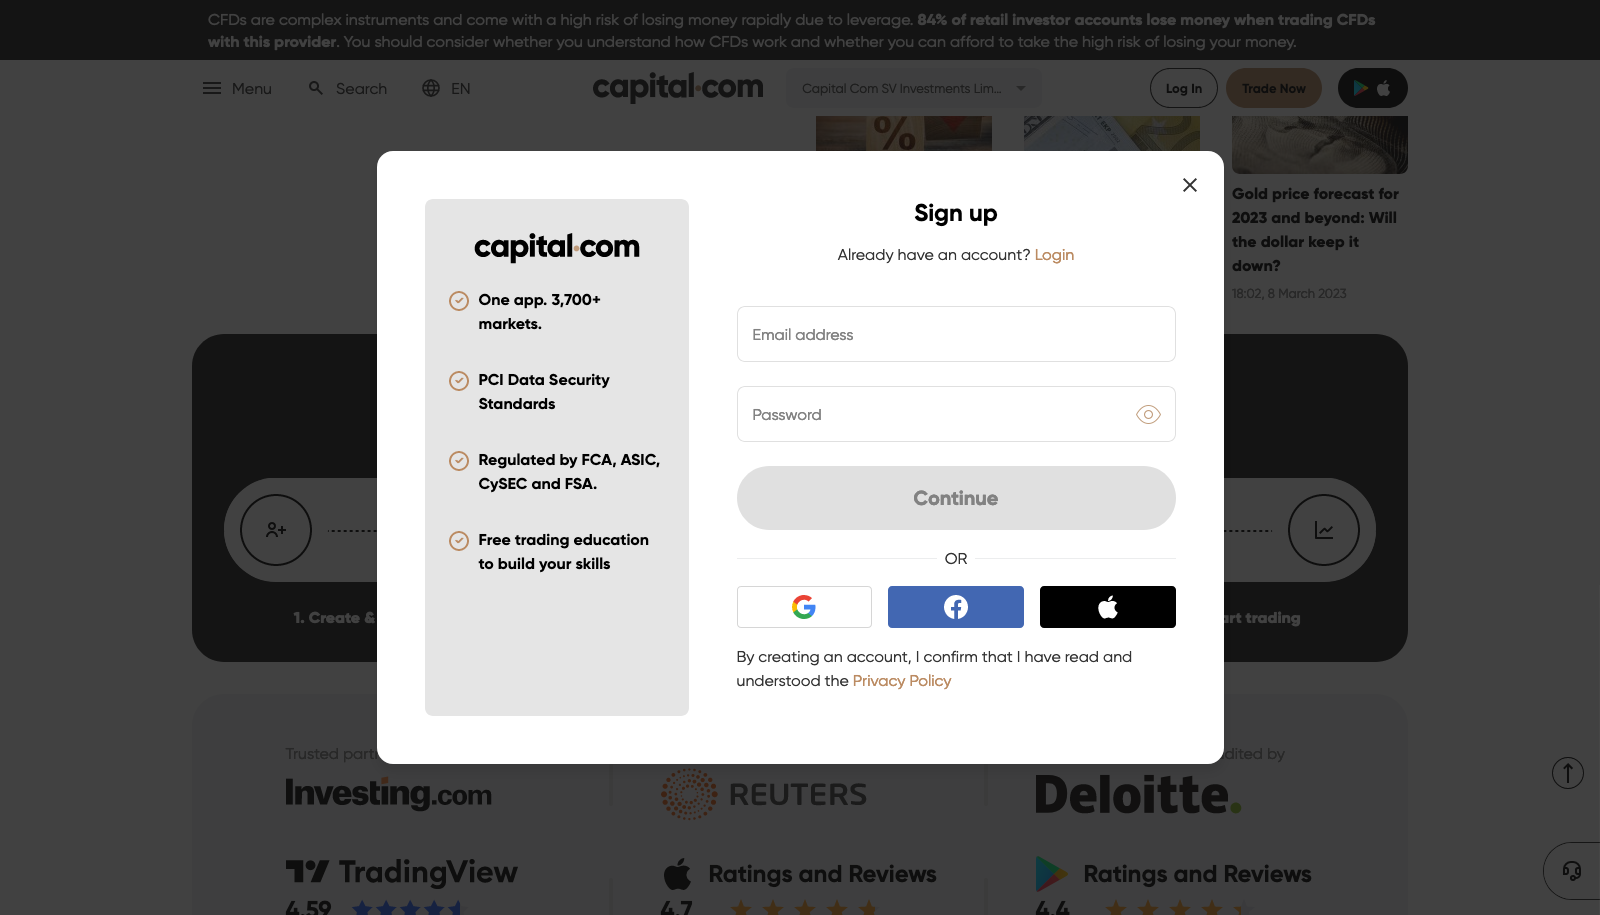 CFDs are complex instruments and come with a high risk of losing money rapidly due to leverage. 84% of retail investor accounts lose money when trading CFDs
with this provider. You should consider whether you understand how CFDs work and whether you can afford to take the high risk of losing your money.
Menu
Search
EN
capital.com
Capital Com SV Investments Lim...
Log In
Trade Now
%
Gold price forecast for
2023 and beyond: Will
the dollar keep it
down?
18:02, 8 March 2023
capital.com
One app. 3,700+
markets.
PCI Data Security
Standards
Regulated by FCA, ASIC,
CySEC and FSA.
Free trading education
to build your skills
Sign up
Already have an account? Login
Email address
Password
Continue
OR
By creating an account, I confirm that I have read and
understood the Privacy Policy
1. Create &
art trading
Trusted part
dited by
Investing.com
REUTERS
Deloitte.
TradingView
Ratings and Reviews
Ratings and Reviews
4.59
4.7
4.4